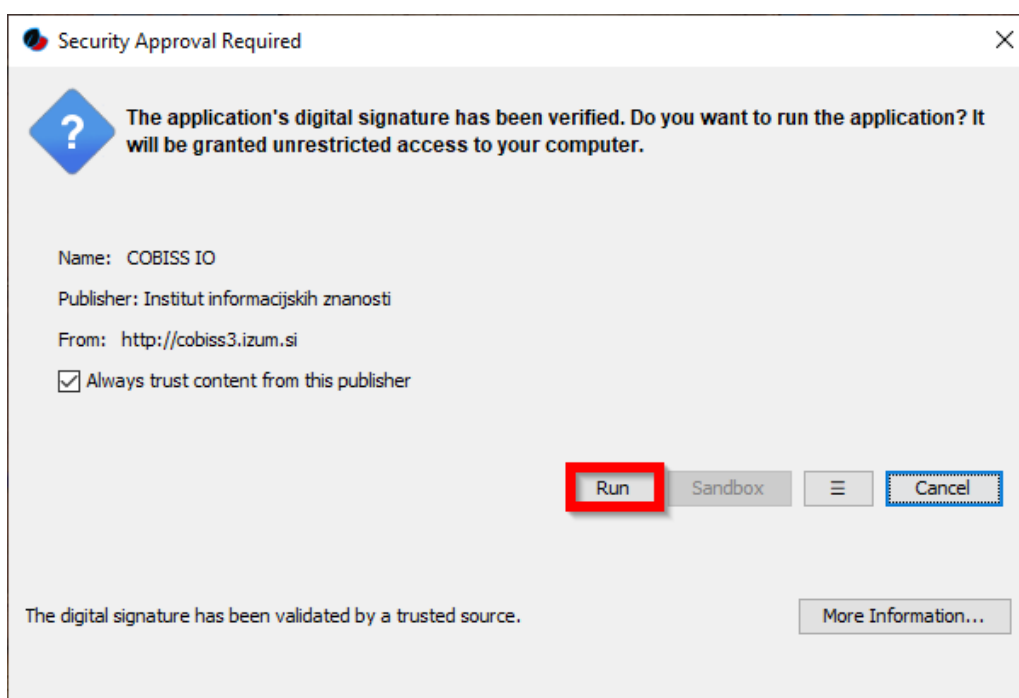 Security Approval Required
The application's digital signature has been verified. Do you want to run the application? It
will be granted unrestricted access to your computer.
Name: COBISS IO
Publisher: Institut informacijskih znanosti
From: http://cobiss3.izum.si
Always trust content from this publisher
Run Sandbox ☰ Cancel
The digital signature has been validated by a trusted source. More Information...